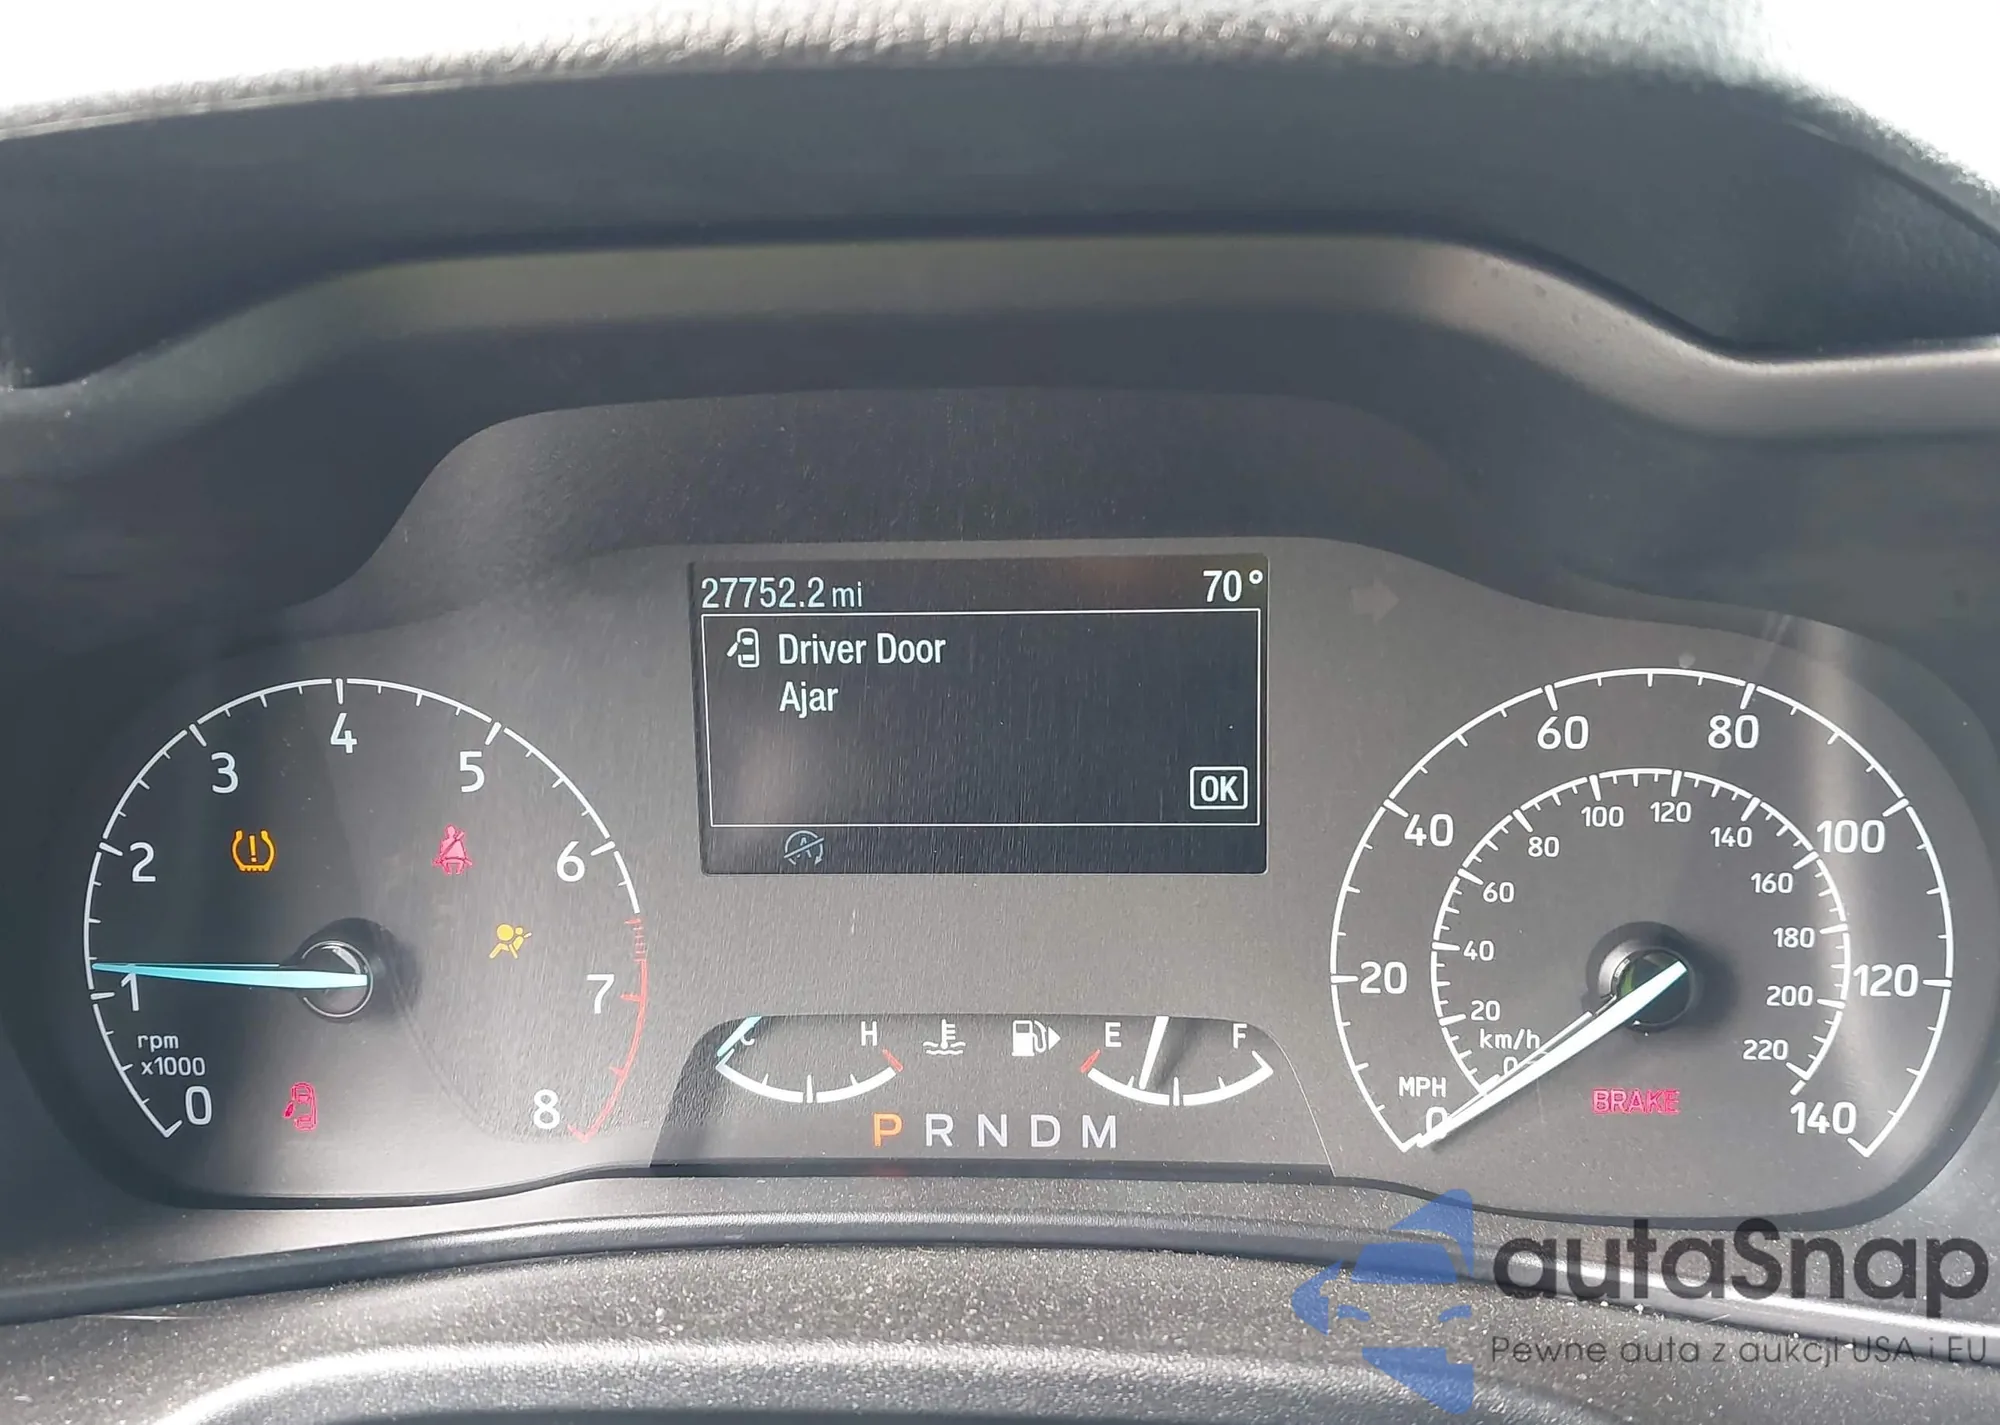 27752.2 mi 70°
Driver Door
Ajar
OK
0 1 2 3 4 5 6 7 8
rpm
x1000
C H
E F
P R N D M
0 20 40 60 80 100 120 140
MPH
0 20 40 60 80 100 120 140 160 180 200 220
km/h
BRAKE
autaSnap
Pewne auta z aukcji USA i EU